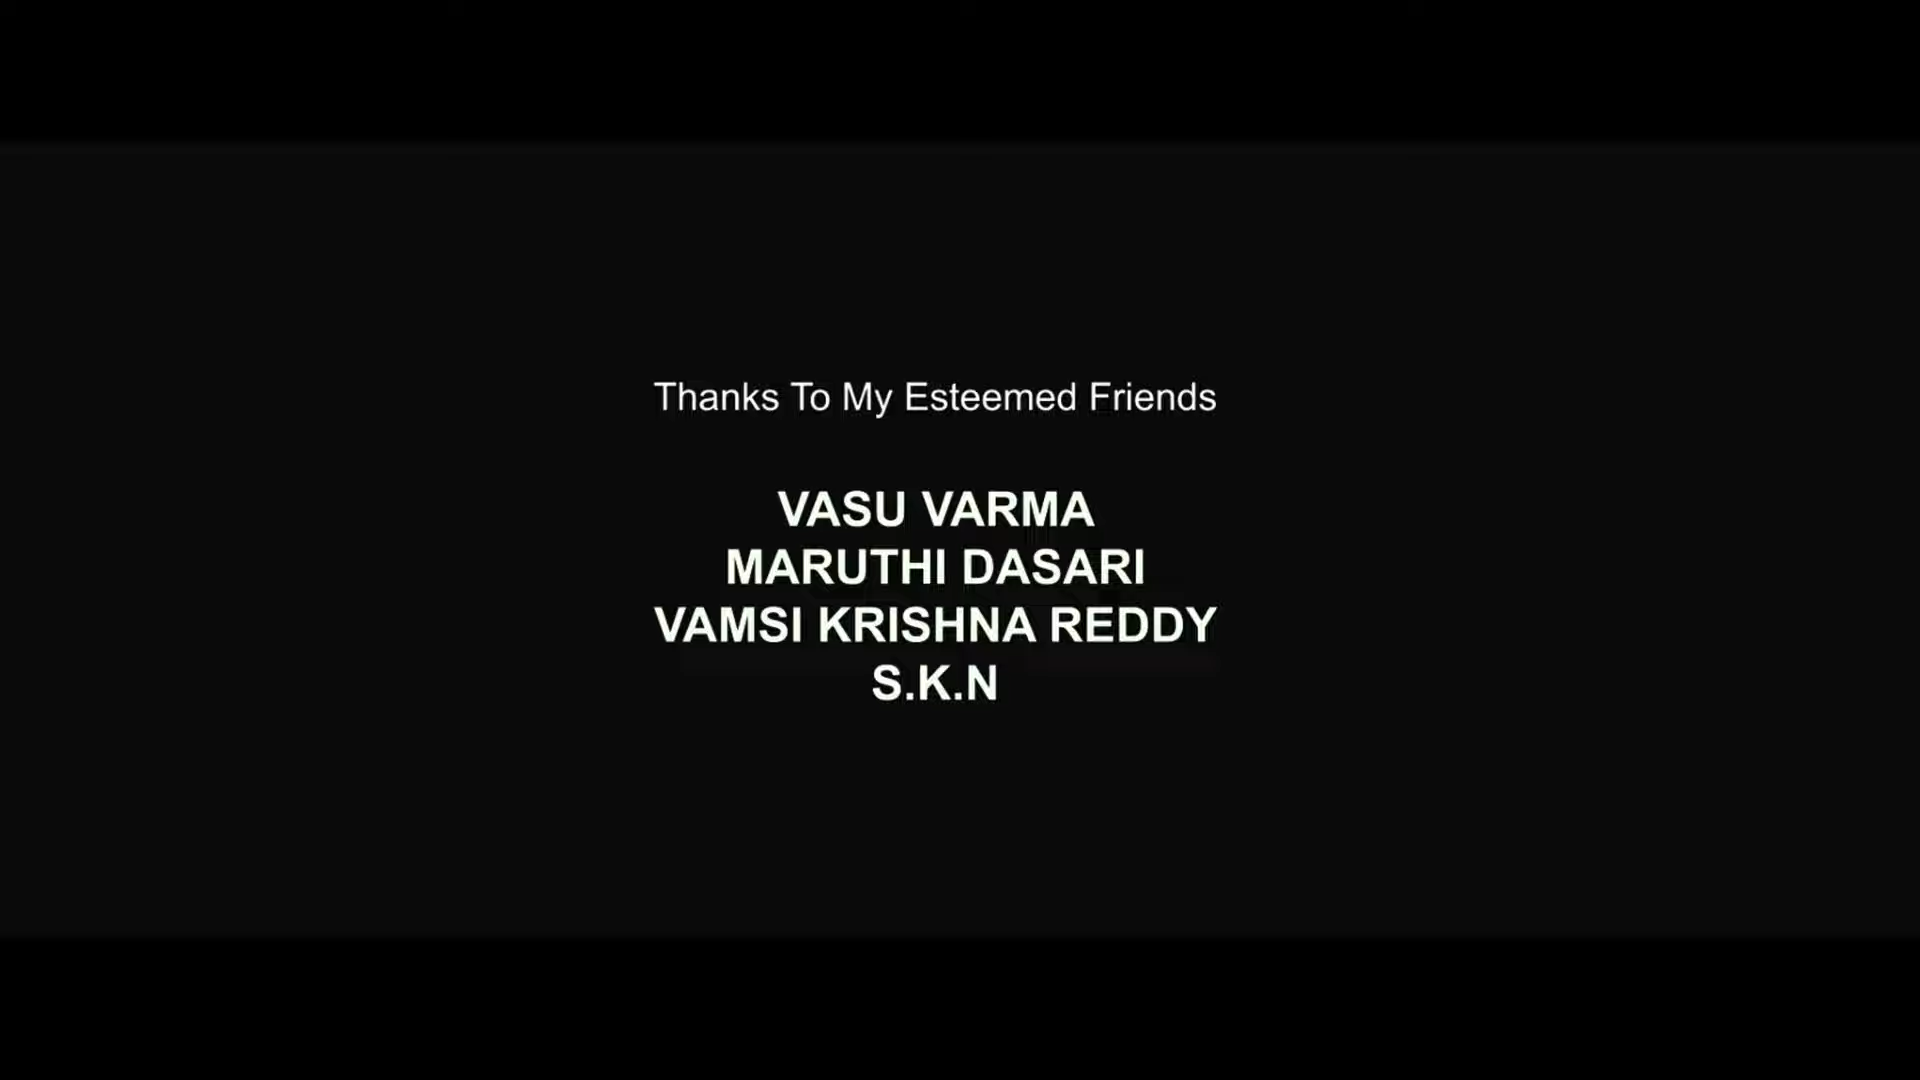 Thanks To My Esteemed Friends
VASU VARMA
MARUTHI DASARI
VAMSI KRISHNA REDDY
S.K.N